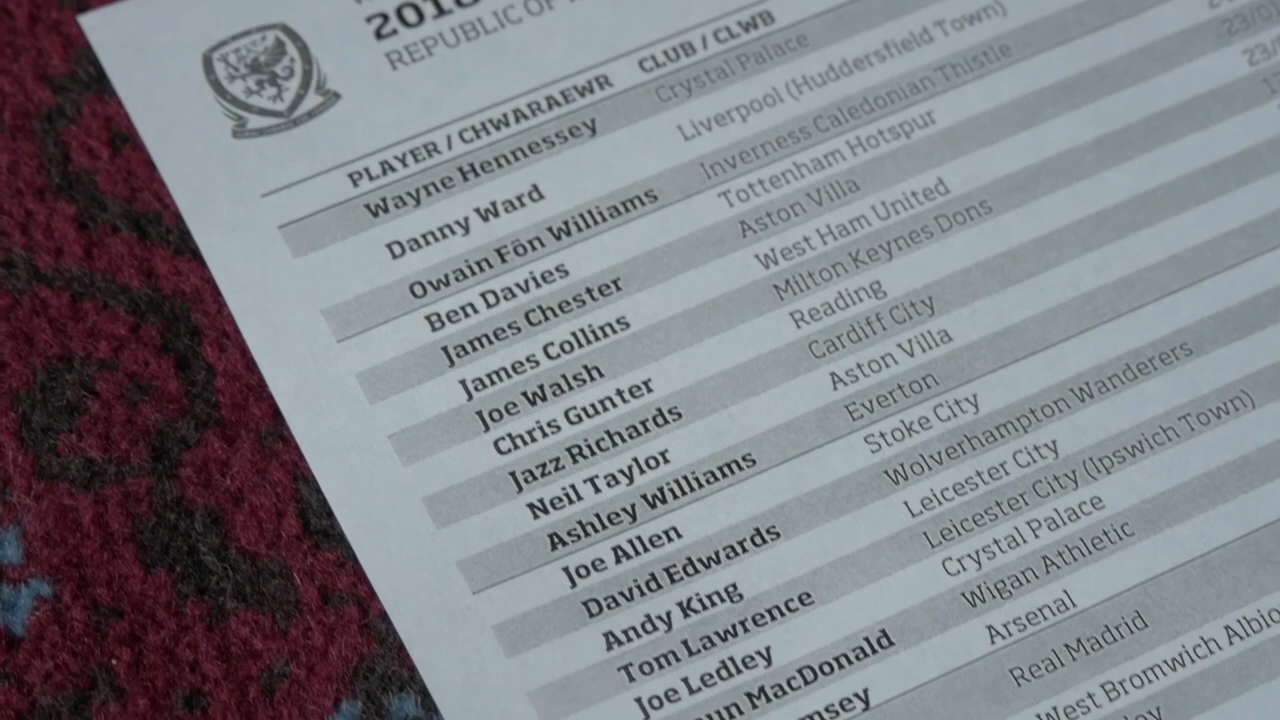 2018
REPUBLIC OF
PLAYER / CHWARAEWR CLUB / CLWB
Wayne Hennessey Crystal Palace
Danny Ward Liverpool (Huddersfield Town)
Owain Fôn Williams Inverness Caledonian Thistle
Ben Davies Tottenham Hotspur
James Chester Aston Villa
James Collins West Ham United
Joe Walsh Milton Keynes Dons
Chris Gunter Reading
Jazz Richards Cardiff City
Neil Taylor Aston Villa
Ashley Williams Everton
Joe Allen Stoke City
David Edwards Wolverhampton Wanderers
Andy King Leicester City
Tom Lawrence Leicester City (Ipswich Town)
Joe Ledley Crystal Palace
MacDonald Wigan Athletic
Arsenal
Real Madrid
West Bromwich